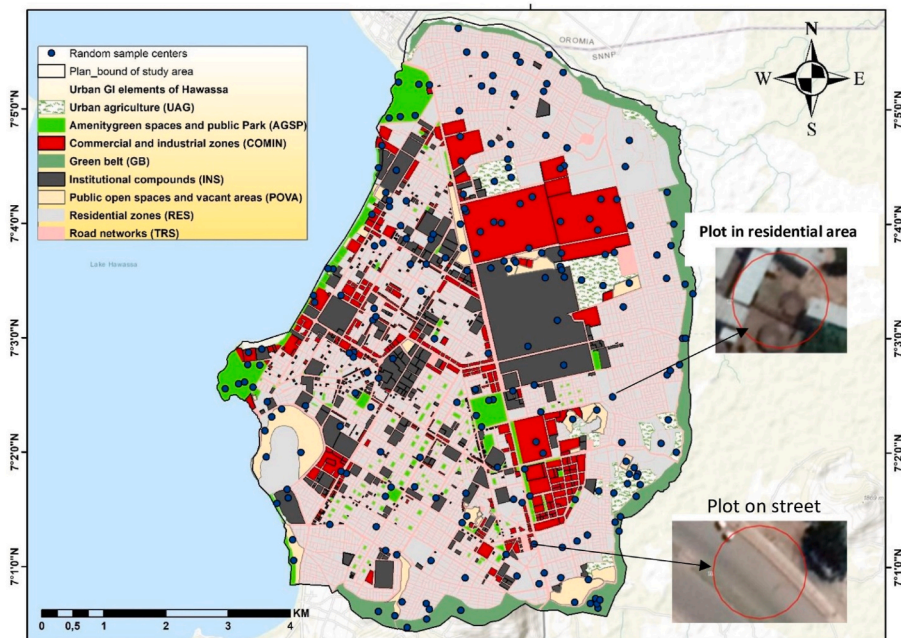 OROMIA
SNNP
N
W
E
S
Random sample centers
Plan_bound of study area
Urban GI elements of Hawassa
Urban agriculture (UAG)
Amenitygreen spaces and public Park (AGSP)
Commercial and industrial zones (COMIN)
Green belt (GB)
Institutional compounds (INS)
Public open spaces and vacant areas (POVA)
Residential zones (RES)
Road networks (TRS)
Lake Hawassa
Plot in residential area
Plot on street
7°5'0"N
7°4'0"N
7°3'0"N
7°2'0"N
7°1'0"N
7°5'0"N
7°4'0"N
7°3'0"N
7°2'0"N
7°1'0"N
0 0,5 1 2 3 4
KM